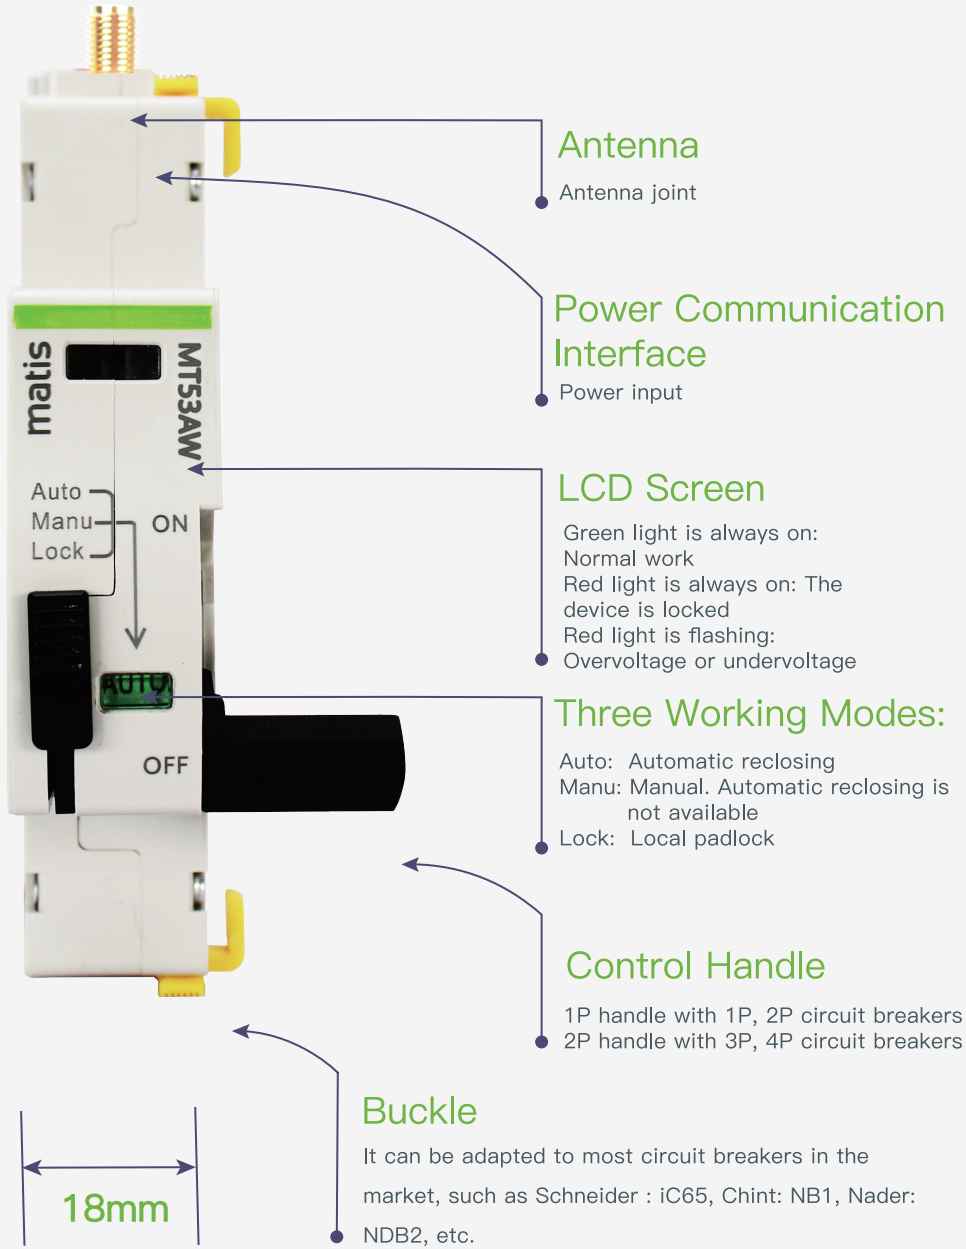 Antenna
Antenna joint
Power Communication
Interface
Power input
matis
MT53AW
LCD Screen
Green light is always on:
Normal work
Red light is always on: The
device is locked
Red light is flashing:
Overvoltage or undervoltage
Auto
Manu
Lock
ON
AUTO
OFF
Three Working Modes:
Auto: Automatic reclosing
Manu: Manual. Automatic reclosing is
not available
Lock: Local padlock
Control Handle
1P handle with 1P, 2P circuit breakers
2P handle with 3P, 4P circuit breakers
Buckle
It can be adapted to most circuit breakers in the
market, such as Schneider : iC65, Chint: NB1, Nader:
NDB2, etc.
18mm